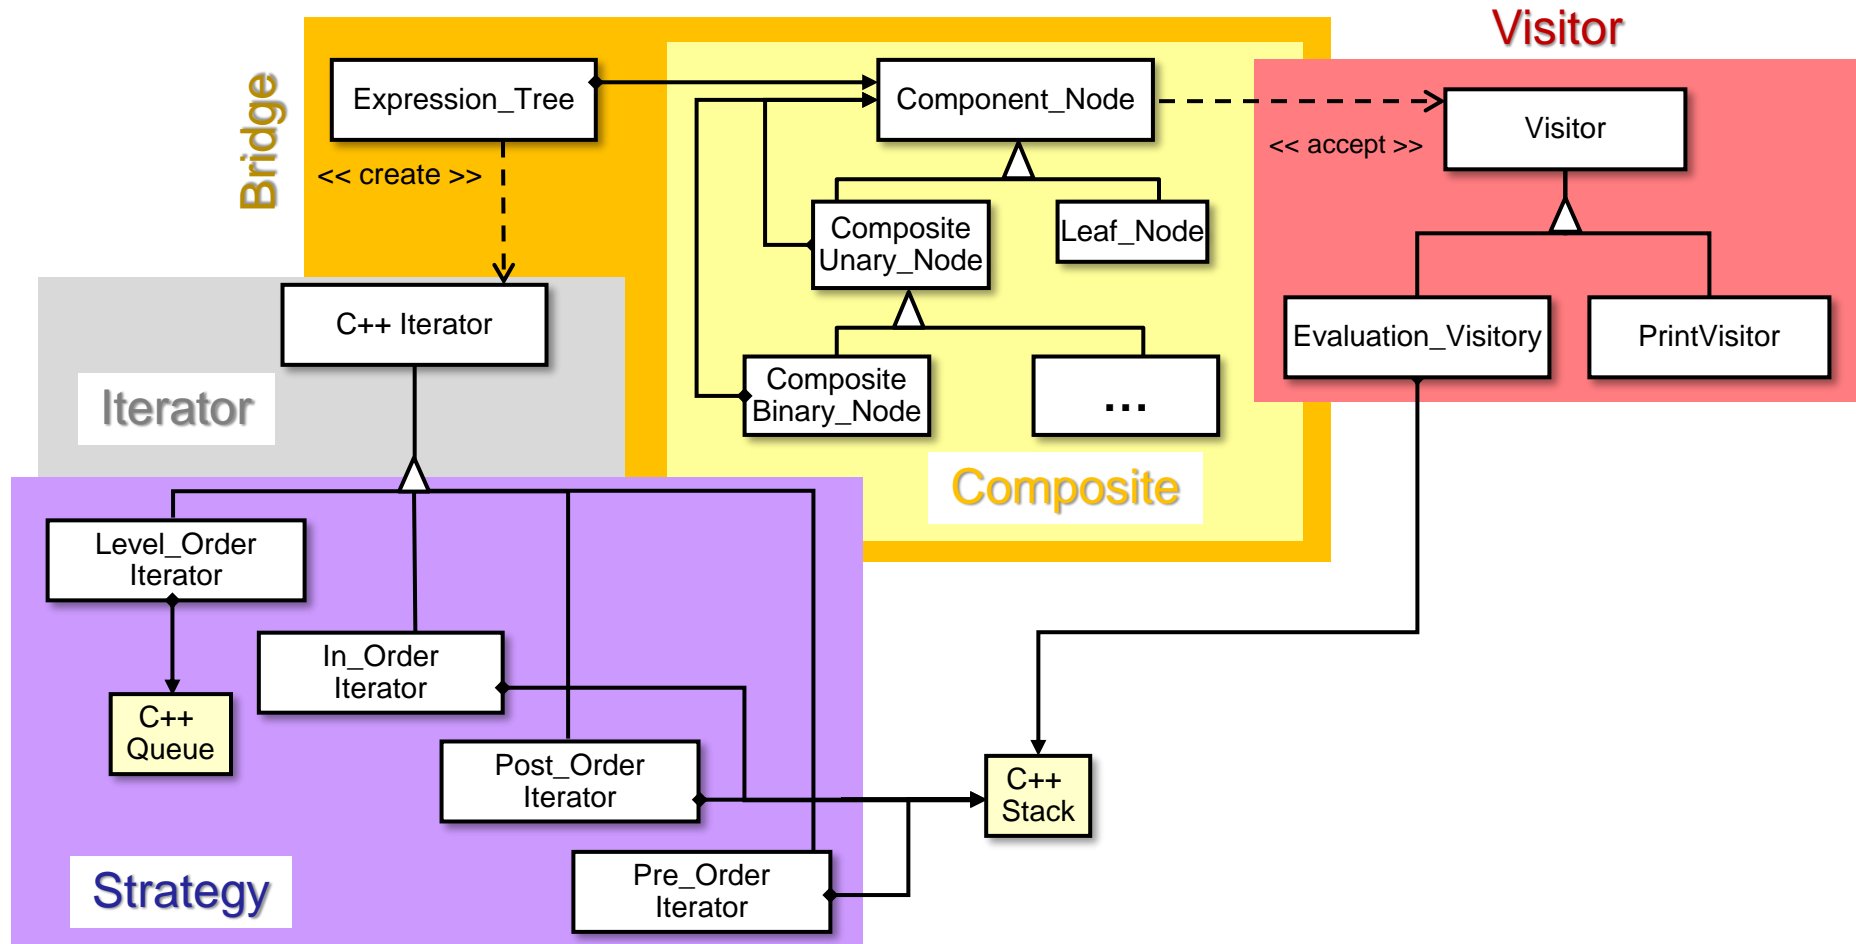 Visitor
Bridge
Expression_Tree
Component_Node
Visitor
<< accept >>
<< create >>
Composite
Unary_Node
Leaf_Node
C++ Iterator
Evaluation_Visitory
PrintVisitor
Iterator
Composite
Binary_Node
...
Composite
Level_Order
Iterator
In_Order
Iterator
C++
Queue
Post_Order
Iterator
C++
Stack
Pre_Order
Iterator
Strategy